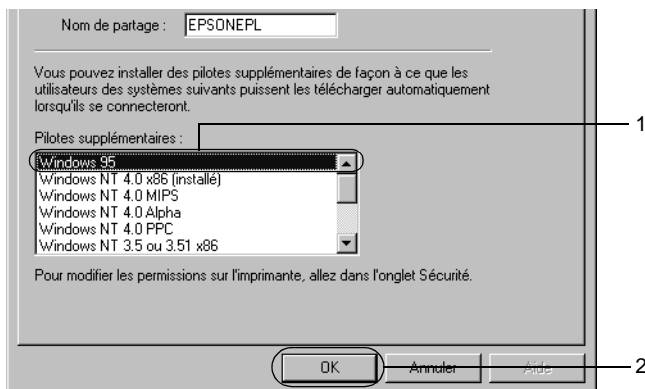 Nom de partage : EPSONEPL
Vous pouvez installer des pilotes supplémentaires de façon à ce que les
utilisateurs des systèmes suivants puissent les télécharger automatiquement
lorsqu'ils se connecteront.
Pilotes supplémentaires :
1
Windows 95
Windows NT 4.0 x86 (installé)
Windows NT 4.0 MIPS
Windows NT 4.0 Alpha
Windows NT 4.0 PPC
Windows NT 3.5 ou 3.51 x86
Pour modifier les permissions sur l'imprimante, allez dans l'onglet Sécurité.
OK Annuler Aide 2